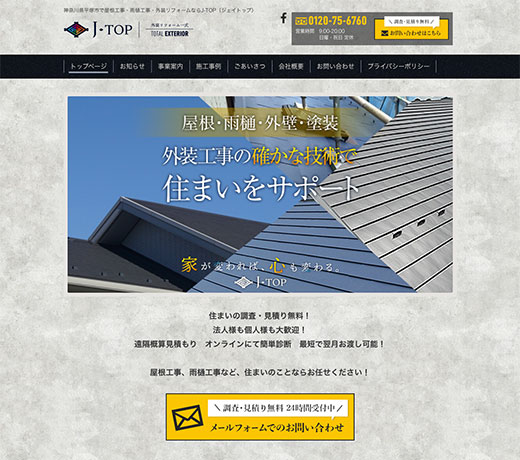 神奈川県平塚市で屋根工事・雨樋工事・外装リフォームならJ-TOP（ジェイトップ）
J・TOP
外装リフォーム一式
TOTAL EXTERIOR
0120-75-6760
営業時間 9:00-20:00
日曜・祝日 定休
＼調査・見積り無料／
お問い合わせはこちら
トップページ
お知らせ
事業案内
施工事例
ごあいさつ
会社概要
お問い合わせ
プライバシーポリシー
屋根・雨樋・外壁・塗装
外装工事の確かな技術で
住まいをサポート
家が変われば、心も変わる。
J・TOP
住まいの調査・見積り無料！
法人様も個人様も大歓迎！
遠隔概算見積もり　オンラインにて簡単診断　最短で翌月お渡し可能！
屋根工事、雨樋工事など、住まいのことならお任せください！
＼調査・見積り無料 24時間受付中／
メールフォームでのお問い合わせ